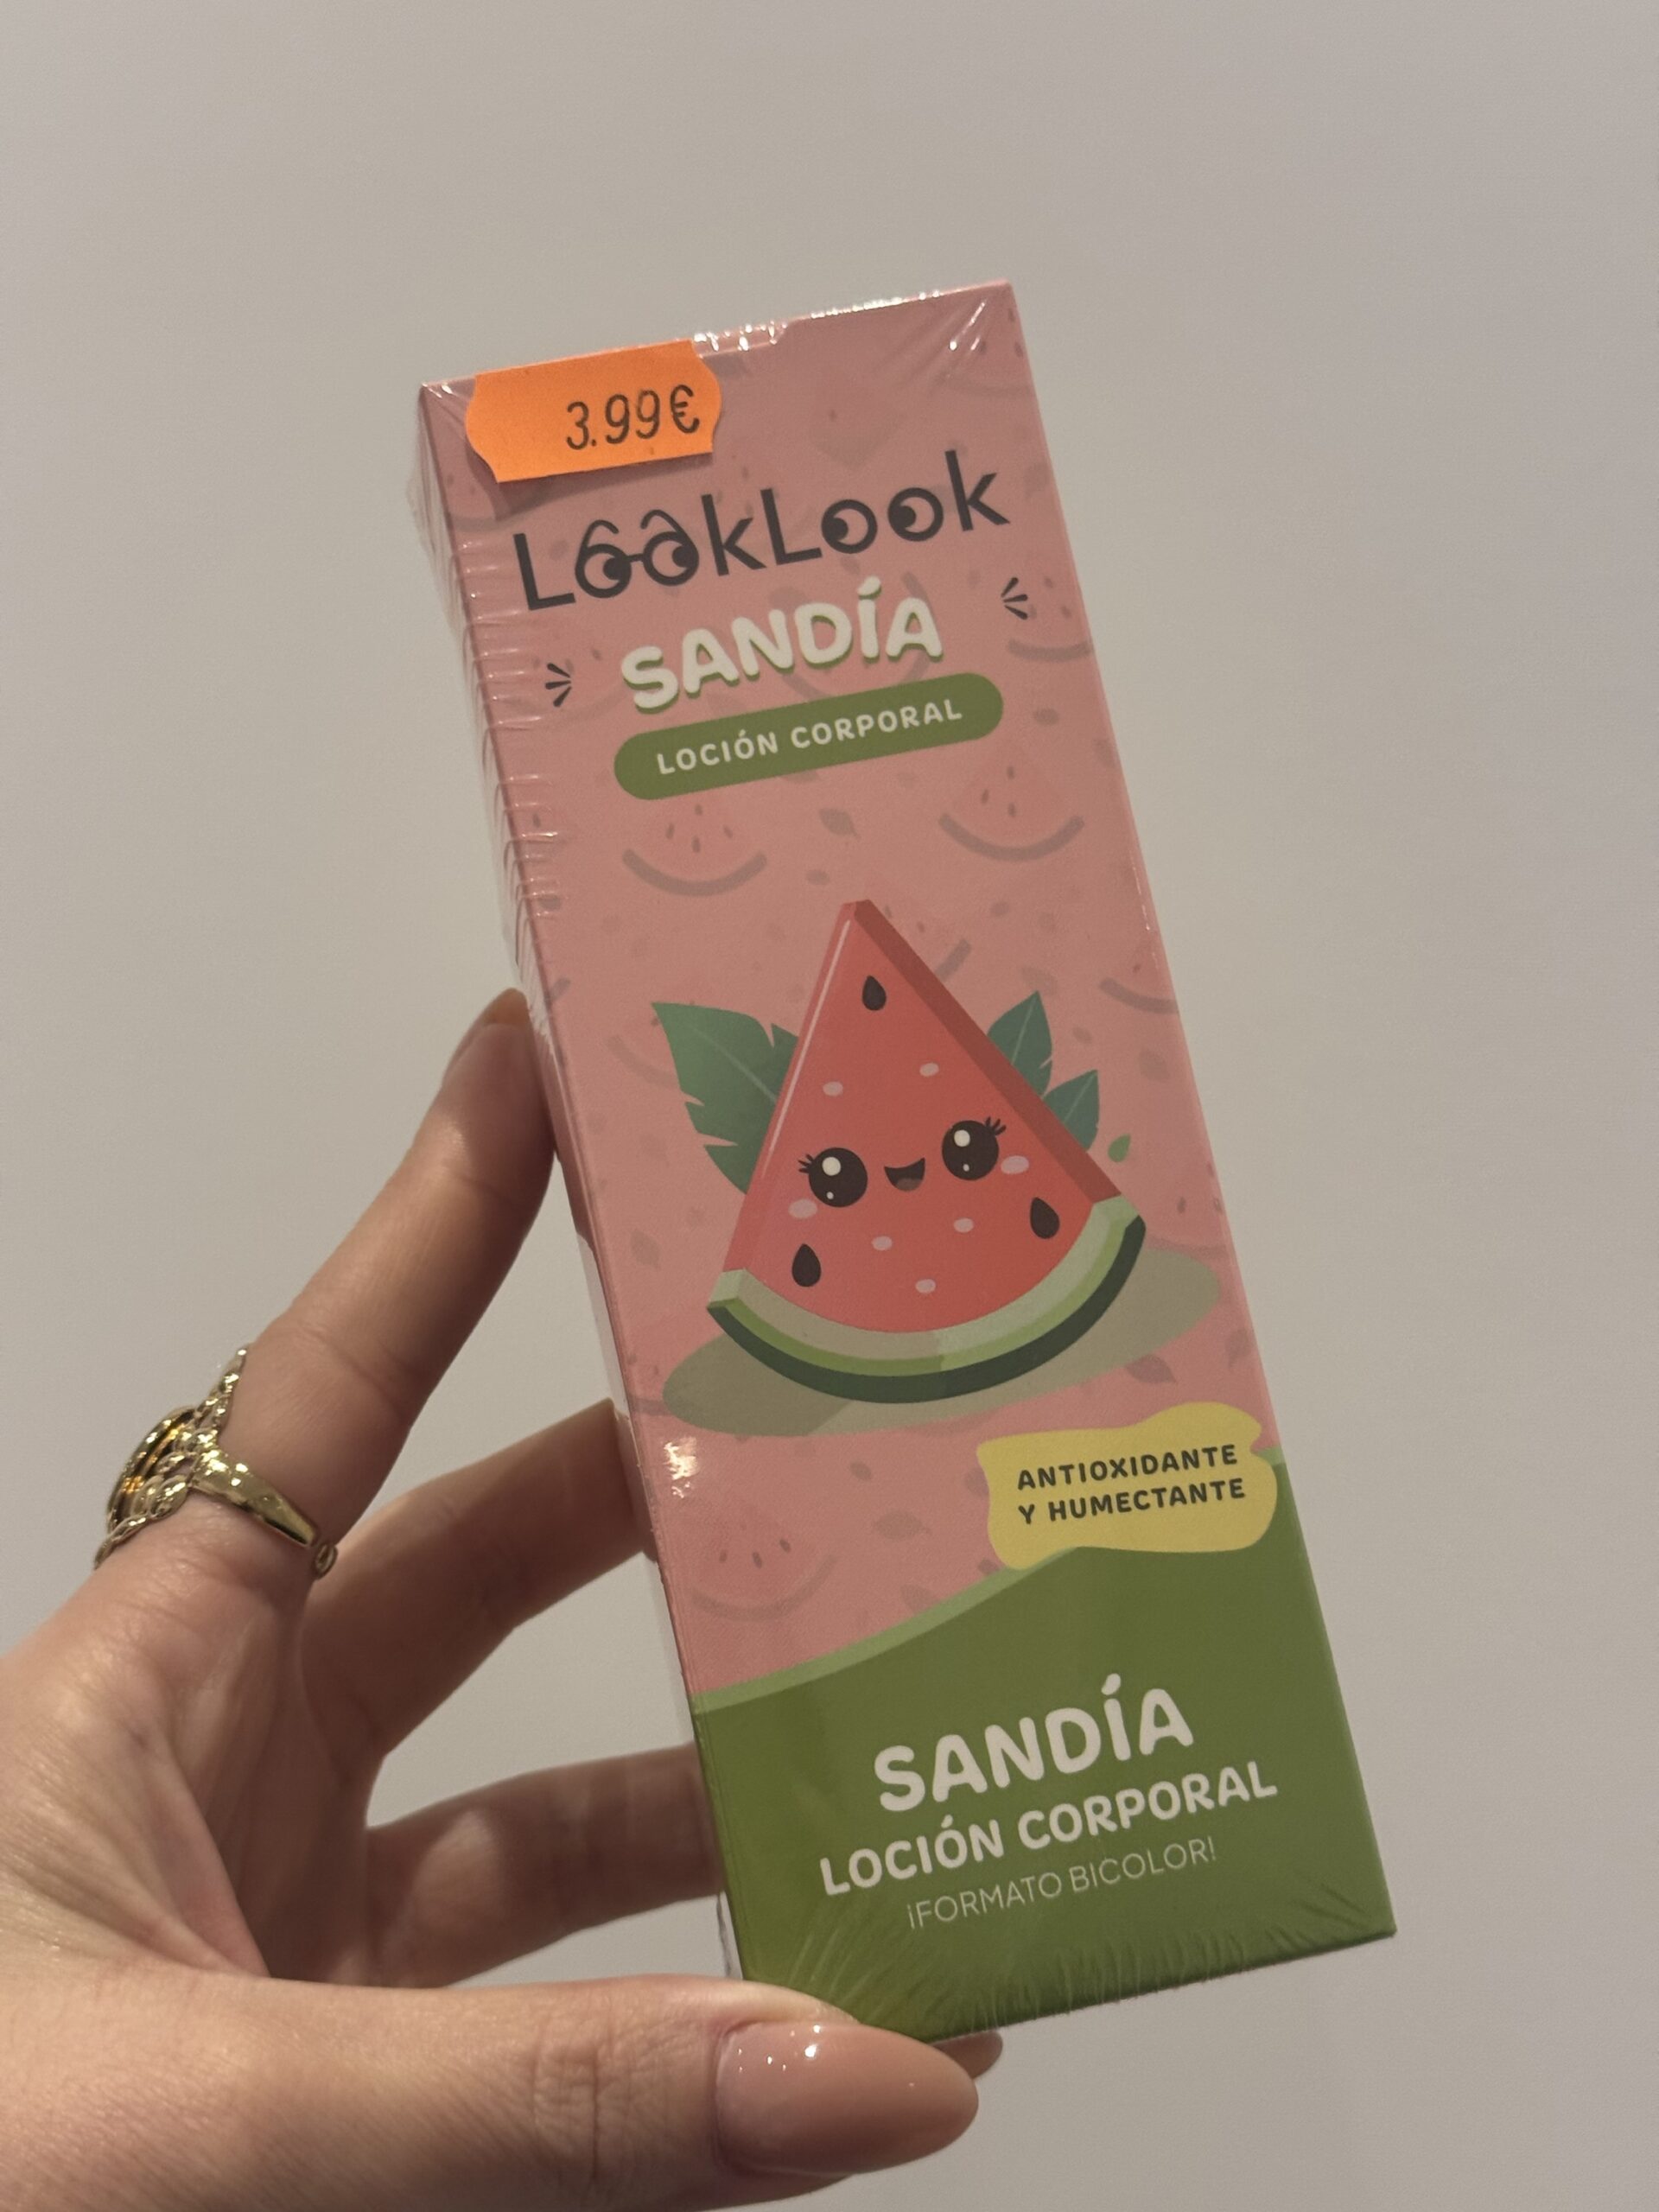 3.99€
LookLook
SANDÍA
LOCIÓN CORPORAL
ANTIOXIDANTE
Y HUMECTANTE
SANDÍA
LOCIÓN CORPORAL
¡FORMATO BICOLOR!